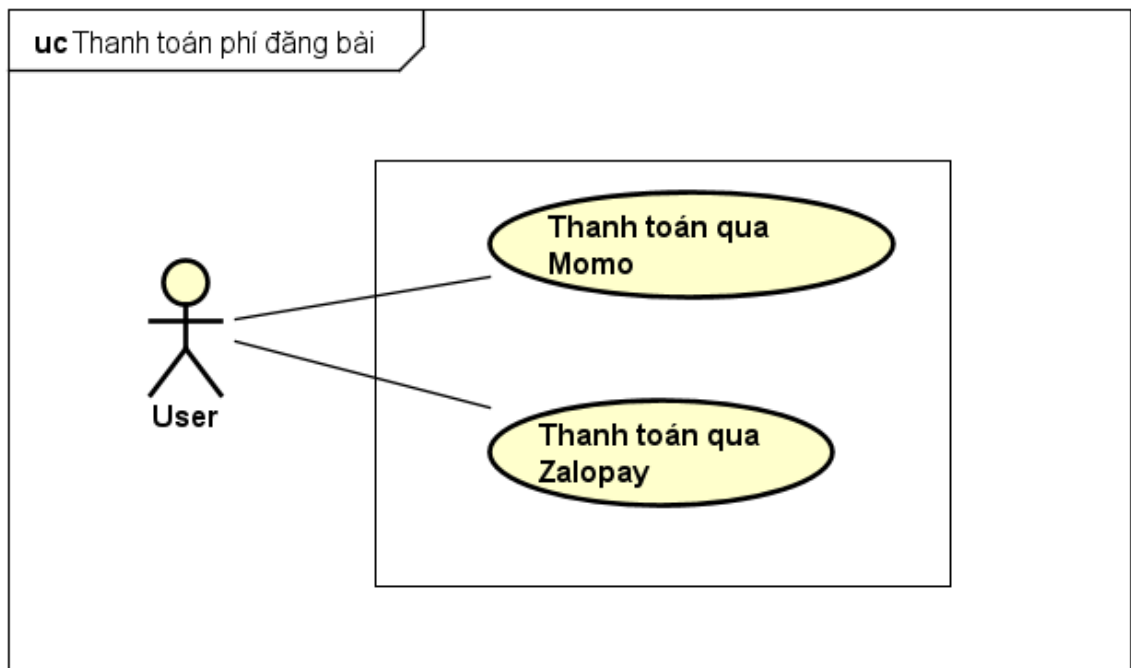 uc Thanh toán phí đăng bài
Thanh toán qua
Momo
User
Thanh toán qua
Zalopay